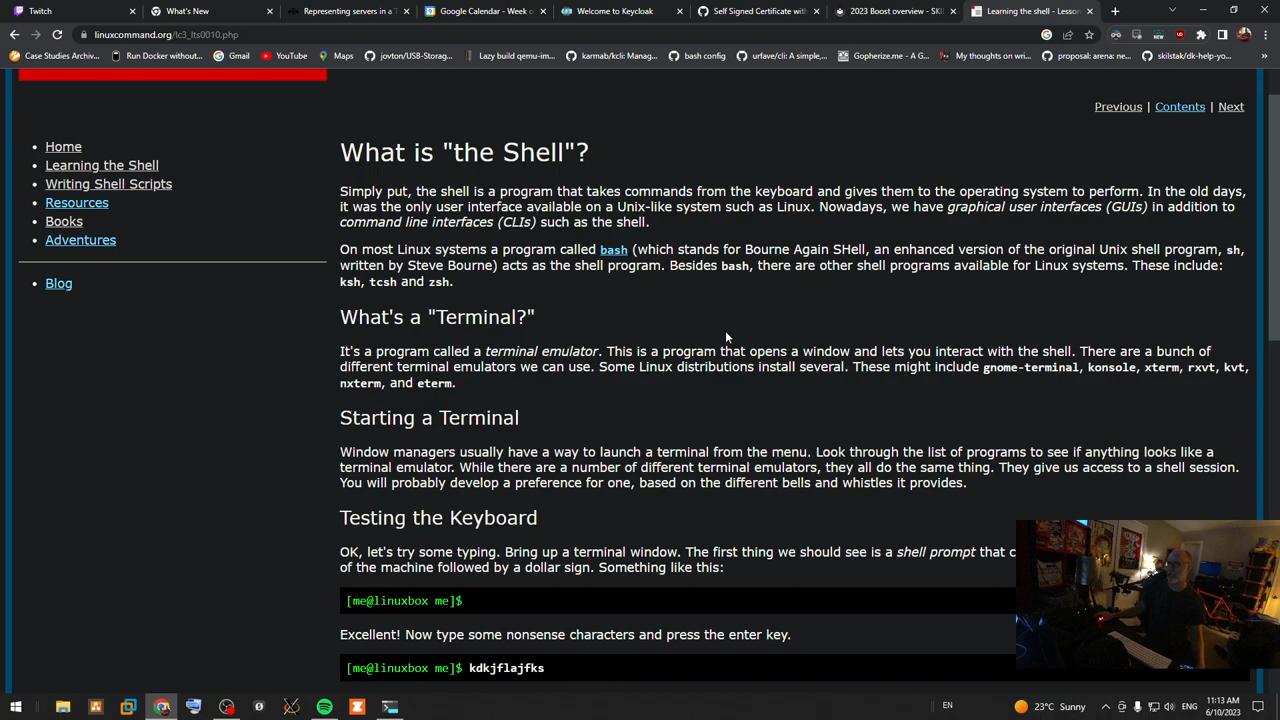 Twitch
What's New
Representing servers in a T
Google Calendar - Week o
Welcome to Keycloak
Self Signed Certificate with
2023 Boost overview - SKI
Learning the shell - Lesson
linuxcommand.org/lc3_lts0010.php
Case Studies Archiv...
Run Docker without...
Gmail
YouTube
Maps
jovton/USB-Storag...
Lazy build qemu-im...
karmab/kcli: Manag...
bash config
urfave/cli: A simple,...
Gopherize.me - A G...
My thoughts on wri...
proposal: arena: ne...
skilstak/dk-help-yo...
Previous | Contents | Next
Home
Learning the Shell
Writing Shell Scripts
Resources
Books
Adventures
Blog
What is "the Shell"?
Simply put, the shell is a program that takes commands from the keyboard and gives them to the operating system to perform. In the old days,
it was the only user interface available on a Unix-like system such as Linux. Nowadays, we have graphical user interfaces (GUIs) in addition to
command line interfaces (CLIs) such as the shell.
On most Linux systems a program called bash (which stands for Bourne Again SHell, an enhanced version of the original Unix shell program, sh,
written by Steve Bourne) acts as the shell program. Besides bash, there are other shell programs available for Linux systems. These include:
ksh, tcsh and zsh.
What's a "Terminal?"
It's a program called a terminal emulator. This is a program that opens a window and lets you interact with the shell. There are a bunch of
different terminal emulators we can use. Some Linux distributions install several. These might include gnome-terminal, konsole, xterm, rxvt, kvt,
nxterm, and eterm.
Starting a Terminal
Window managers usually have a way to launch a terminal from the menu. Look through the list of programs to see if anything looks like a
terminal emulator. While there are a number of different terminal emulators, they all do the same thing. They give us access to a shell session.
You will probably develop a preference for one, based on the different bells and whistles it provides.
Testing the Keyboard
OK, let's try some typing. Bring up a terminal window. The first thing we should see is a shell prompt that c
of the machine followed by a dollar sign. Something like this:
[me@linuxbox me]$
Excellent! Now type some nonsense characters and press the enter key.
[me@linuxbox me]$ kdkjflajfks
EN
23°C Sunny
ENG
11:13 AM
6/10/2023